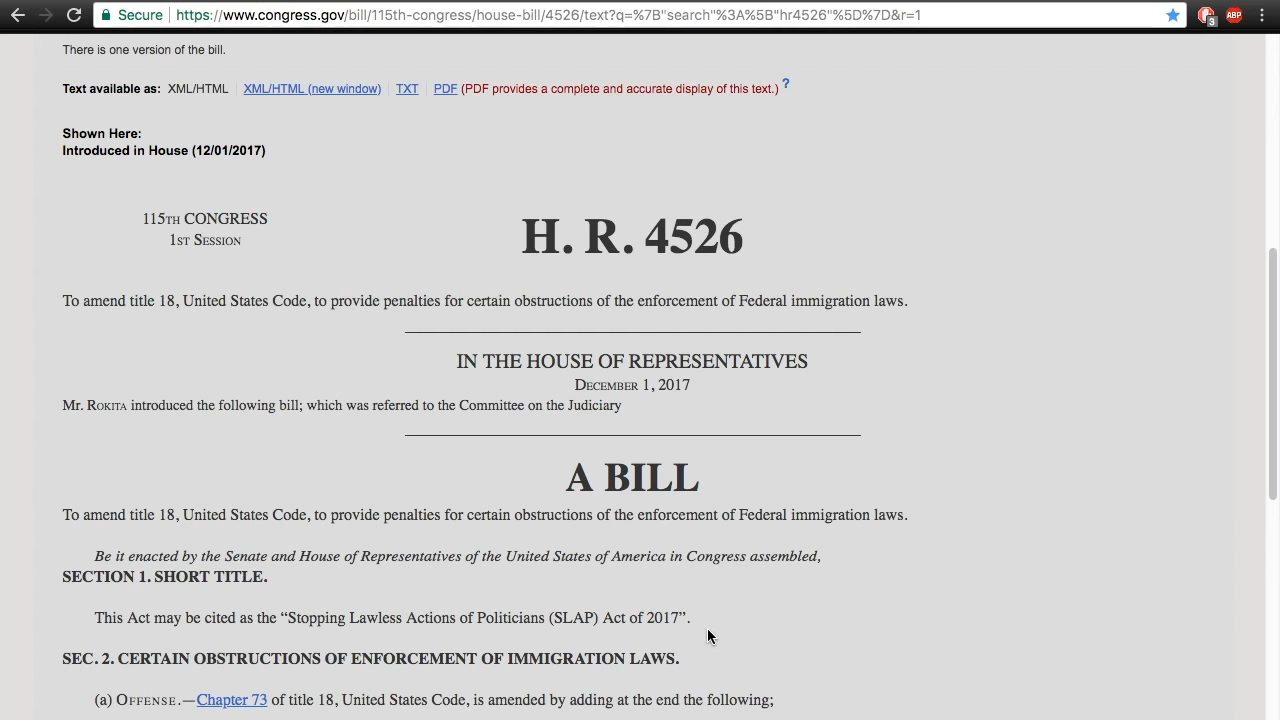 Secure https://www.congress.gov/bill/115th-congress/house-bill/4526/text?q=%7B"search"%3A%5B"hr4526"%5D%7D&r=1
3 ABP
There is one version of the bill.
Text available as: XML/HTML XML/HTML (new window) TXT PDF (PDF provides a complete and accurate display of this text.) ?
Shown Here:
Introduced in House (12/01/2017)
115TH CONGRESS
1ST SESSION
H. R. 4526
To amend title 18, United States Code, to provide penalties for certain obstructions of the enforcement of Federal immigration laws.
IN THE HOUSE OF REPRESENTATIVES
DECEMBER 1, 2017
Mr. ROKITA introduced the following bill; which was referred to the Committee on the Judiciary
A BILL
To amend title 18, United States Code, to provide penalties for certain obstructions of the enforcement of Federal immigration laws.
Be it enacted by the Senate and House of Representatives of the United States of America in Congress assembled,
SECTION 1. SHORT TITLE.
This Act may be cited as the “Stopping Lawless Actions of Politicians (SLAP) Act of 2017”.
SEC. 2. CERTAIN OBSTRUCTIONS OF ENFORCEMENT OF IMMIGRATION LAWS.
(a) OFFENSE.—Chapter 73 of title 18, United States Code, is amended by adding at the end the following;